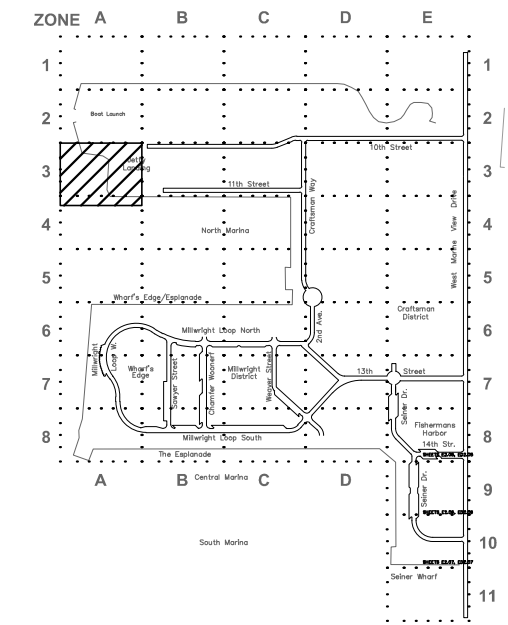 ZONE A B C D E
1 1
2 2
Boat Launch
3 3
Jetty
Landing
10th Street
11th Street
Craftsman Way
West Marine View Drive
4 4
North Marina
5 5
Wharf's Edge/Esplanade
Craftsman
District
2nd Ave.
6 6
Millwright Loop North
Millwright
Loop W.
Wharf's
Edge
Sawyer Street
Millwright
District
Weaver Street
13th Street
7 7
Seiner Dr.
Fishermans
Harbor
8 8
Millwright Loop South
14th Str.
The Esplanade
A B C D
Central Marina
Seiner Dr.
9
South Marina
10
Seiner Wharf
11